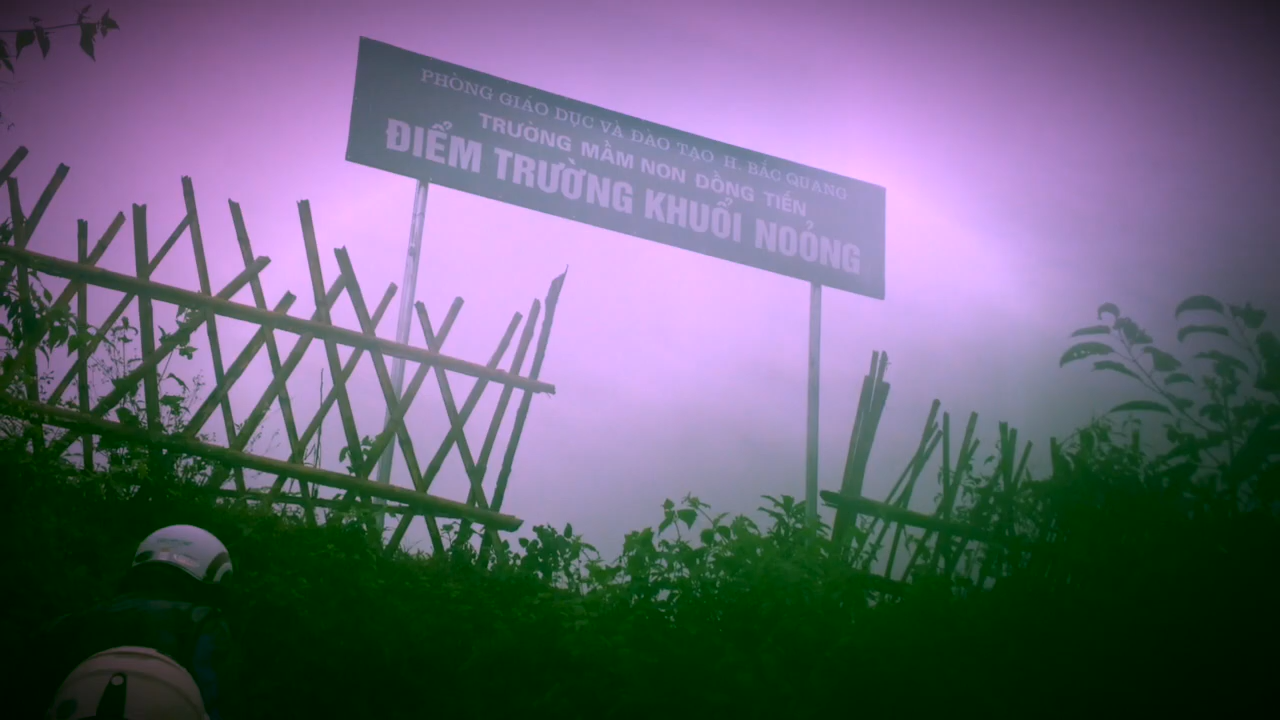 PHÒNG GIÁO DỤC VÀ ĐÀO TẠO H. BẮC QUANG
TRƯỜNG MẦM NON ĐỒNG TIẾN
ĐIỂM TRƯỜNG KHUỔI NOỎNG